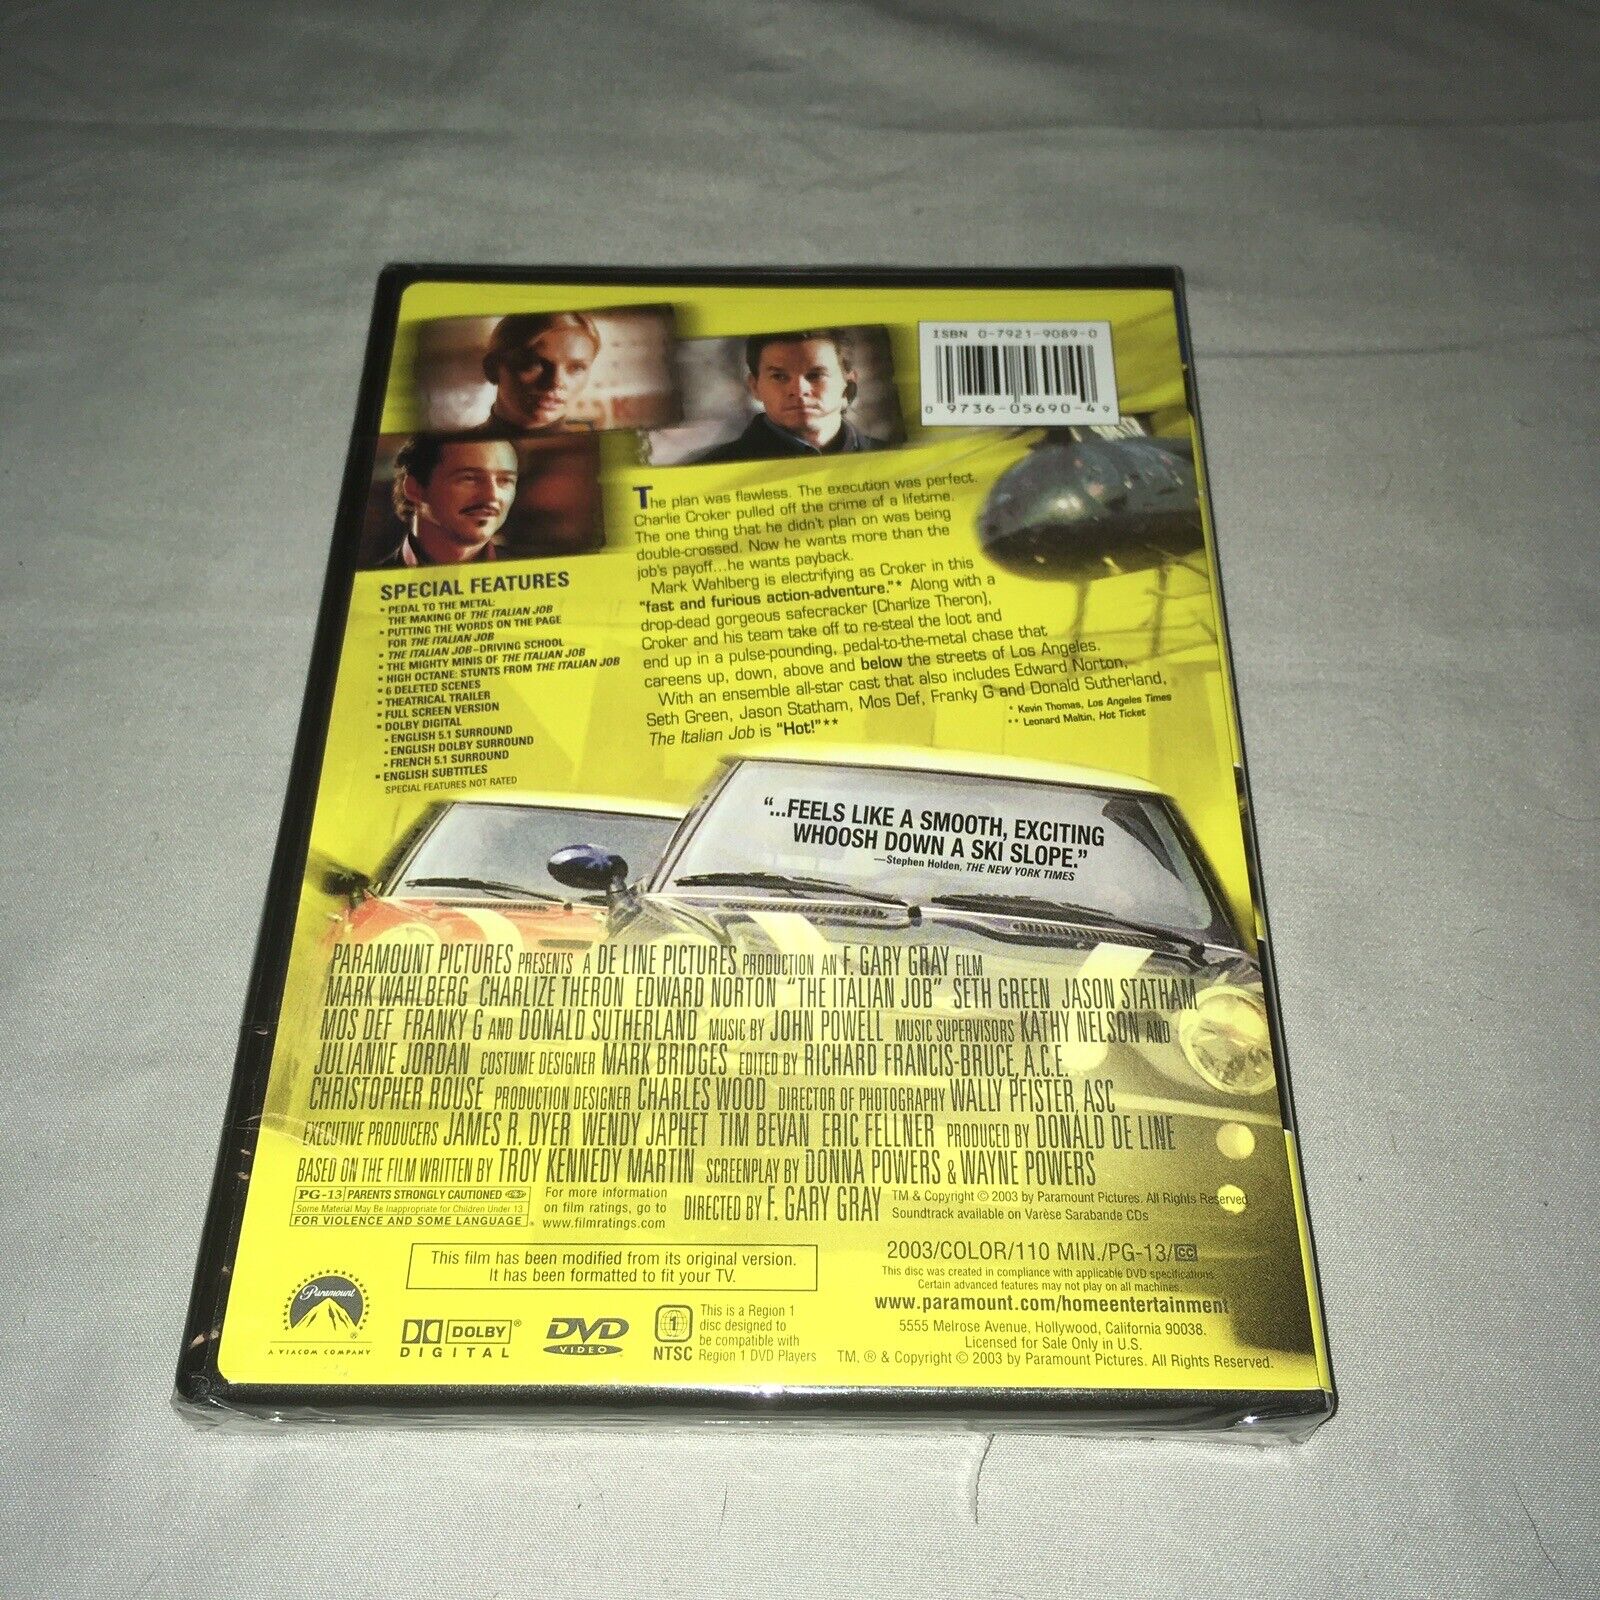 ISBN 0-7921-9089-0
0 9736-05690-4 9
The plan was flawless. The execution was perfect.
Charlie Croker pulled off the crime of a lifetime.
The one thing that he didn't plan on was being
double-crossed. Now he wants more than the
job's payoff...he wants payback.
Mark Wahlberg is electrifying as Croker in this
"fast and furious action-adventure."* Along with a
drop-dead gorgeous safecracker (Charlize Theron),
Croker and his team take off to re-steal the loot and
end up in a pulse-pounding, pedal-to-the-metal chase that
careens up, down, above and below the streets of Los Angeles.
With an ensemble all-star cast that also includes Edward Norton,
Seth Green, Jason Statham, Mos Def, Franky G and Donald Sutherland,
The Italian Job is "Hot!"**
* Kevin Thomas, Los Angeles Times
** Leonard Maltin, Hot Ticket
SPECIAL FEATURES
• PEDAL TO THE METAL:
THE MAKING OF THE ITALIAN JOB
• PUTTING THE WORDS ON THE PAGE
FOR THE ITALIAN JOB
• THE ITALIAN JOB–DRIVING SCHOOL
• THE MIGHTY MINIS OF THE ITALIAN JOB
• HIGH OCTANE: STUNTS FROM THE ITALIAN JOB
• 6 DELETED SCENES
• THEATRICAL TRAILER
• FULL SCREEN VERSION
• DOLBY DIGITAL
• ENGLISH 5.1 SURROUND
• ENGLISH DOLBY SURROUND
• FRENCH 5.1 SURROUND
• ENGLISH SUBTITLES
SPECIAL FEATURES NOT RATED
"...FEELS LIKE A SMOOTH, EXCITING
WHOOSH DOWN A SKI SLOPE."
—Stephen Holden, THE NEW YORK TIMES
PARAMOUNT PICTURES PRESENTS A DE LINE PICTURES PRODUCTION AN F. GARY GRAY FILM
MARK WAHLBERG CHARLIZE THERON EDWARD NORTON "THE ITALIAN JOB" SETH GREEN JASON STATHAM
MOS DEF FRANKY G AND DONALD SUTHERLAND MUSIC BY JOHN POWELL MUSIC SUPERVISORS KATHY NELSON AND
JULIANNE JORDAN COSTUME DESIGNER MARK BRIDGES EDITED BY RICHARD FRANCIS-BRUCE, A.C.E.
CHRISTOPHER ROUSE PRODUCTION DESIGNER CHARLES WOOD DIRECTOR OF PHOTOGRAPHY WALLY PFISTER, ASC
EXECUTIVE PRODUCERS JAMES R. DYER WENDY JAPHET TIM BEVAN ERIC FELLNER PRODUCED BY DONALD DE LINE
BASED ON THE FILM WRITTEN BY TROY KENNEDY MARTIN SCREENPLAY BY DONNA POWERS & WAYNE POWERS
DIRECTED BY F. GARY GRAY
PG-13 PARENTS STRONGLY CAUTIONED
Some Material May Be Inappropriate for Children Under 13
FOR VIOLENCE AND SOME LANGUAGE.
For more information
on film ratings, go to
www.filmratings.com
TM & Copyright © 2003 by Paramount Pictures. All Rights Reserved.
Soundtrack available on Varèse Sarabande CDs
This film has been modified from its original version.
It has been formatted to fit your TV.
2003/COLOR/110 MIN./PG-13/CC
This disc was created in compliance with applicable DVD specifications.
Certain advanced features may not play on all machines.
www.paramount.com/homeentertainment
5555 Melrose Avenue, Hollywood, California 90038.
Licensed for Sale Only in U.S.
TM, ® & Copyright © 2003 by Paramount Pictures. All Rights Reserved.
Paramount ®
A VIACOM COMPANY
DOLBY ®
DIGITAL
DVD
VIDEO
1
NTSC
This is a Region 1
disc designed to
be compatible with
Region 1 DVD Players